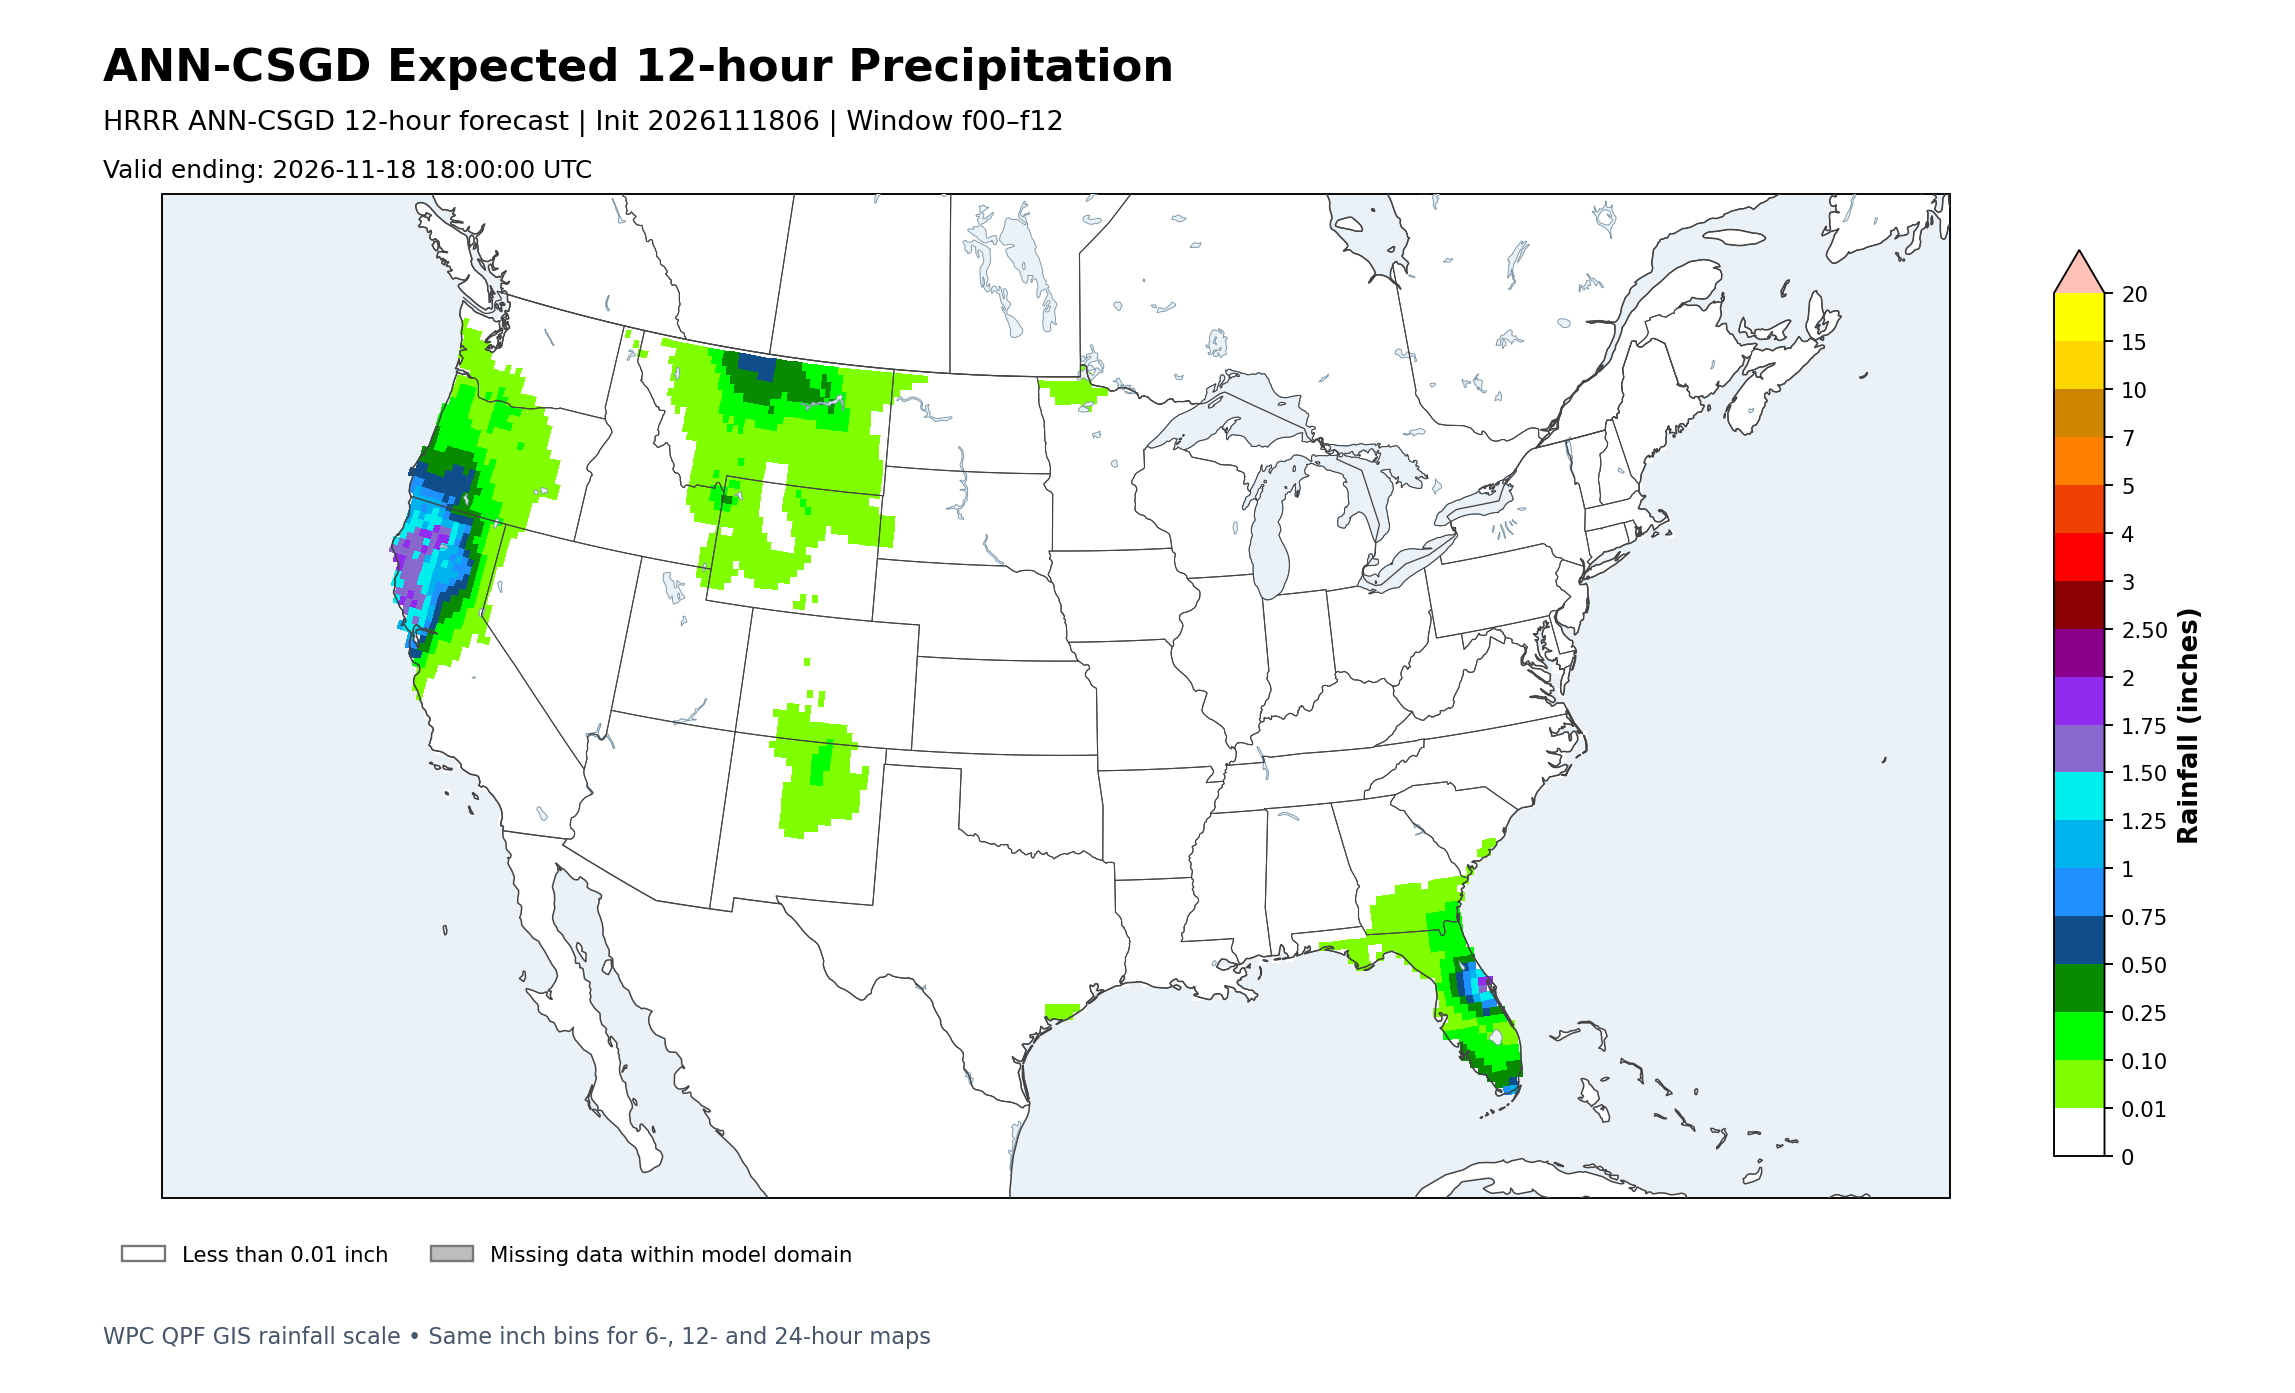 ANN-CSGD Expected 12-hour Precipitation
HRRR ANN-CSGD 12-hour forecast | Init 2026111806 | Window f00–f12
Valid ending: 2026-11-18 18:00:00 UTC
20
15
10
7
5
4
3
2.50
2
1.75
1.50
1.25
1
0.75
0.50
0.25
0.10
0.01
0
Rainfall (inches)
Less than 0.01 inch
Missing data within model domain
WPC QPF GIS rainfall scale • Same inch bins for 6-, 12- and 24-hour maps